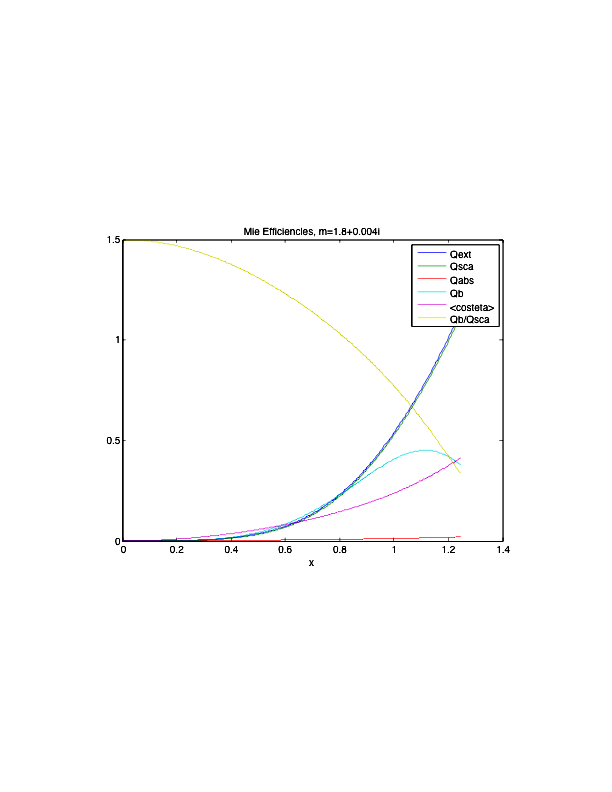 Mie Efficiencies, m=1.8+0.004i
1.5
1
0.5
0
0 0.2 0.4 0.6 0.8 1 1.2 1.4
x
Qext
Qsca
Qabs
Qb
<costeta>
Qb/Qsca